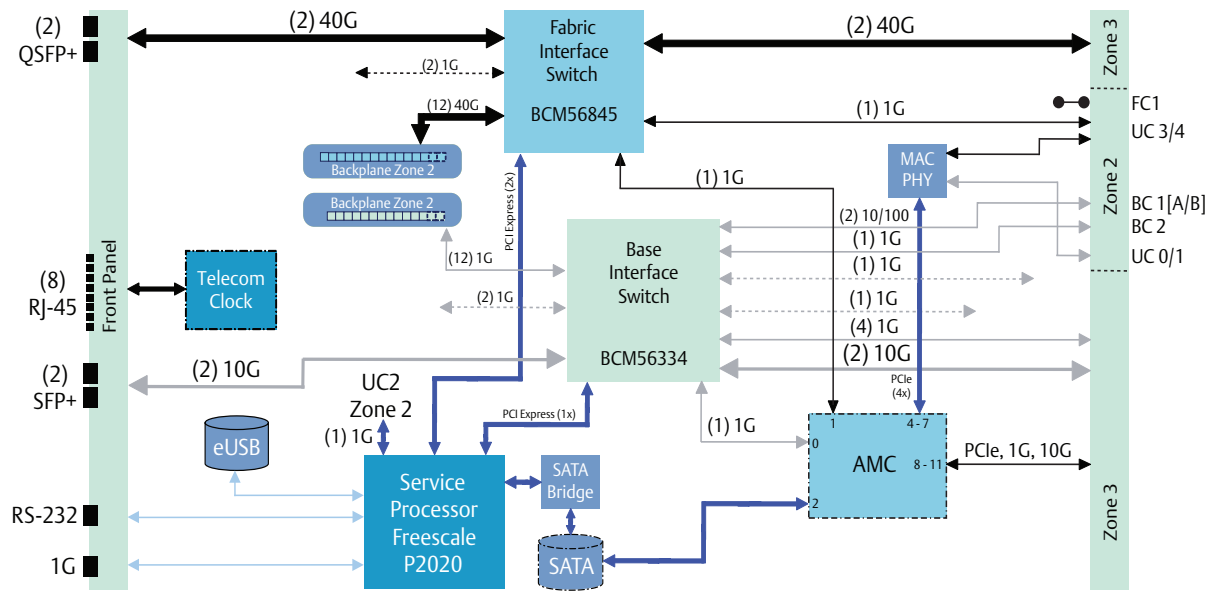 (2)
QSFP+
(2) 40G
Fabric
Interface
Switch
BCM56845
(2) 40G
Zone 3
(2) 1G
(12) 40G
Backplane Zone 2
Backplane Zone 2
PCI Express (2x)
(1) 1G
FC1
UC 3/4
MAC
PHY
(1) 1G
Zone 2
BC 1[A/B]
BC 2
UC 0/1
(2) 10/100
(1) 1G
(1) 1G
(1) 1G
(4) 1G
(2) 10G
Base
Interface
Switch
BCM56334
(12) 1G
(2) 1G
(8)
RJ-45
Front Panel
Telecom
Clock
(2)
SFP+
(2) 10G
UC2
Zone 2
(1) 1G
PCI Express (1x)
PCIe
(4x)
(1) 1G
eUSB
Service
Processor
Freescale
P2020
SATA
Bridge
SATA
1
4 - 7
0
AMC
8 - 11
2
PCIe, 1G, 10G
Zone 3
RS-232
1G